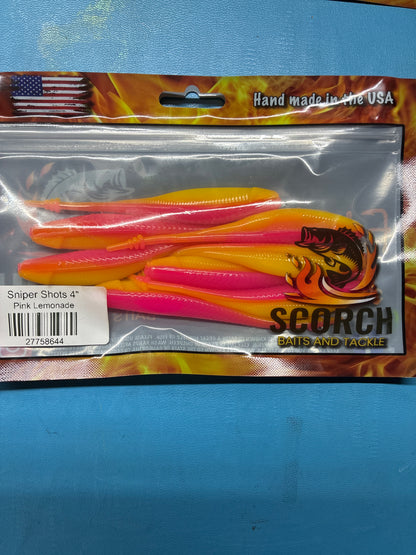 Hand made in the USA
Sniper Shots 4"
Pink Lemonade
27758644
SCORCH
BAITS AND TACKLE